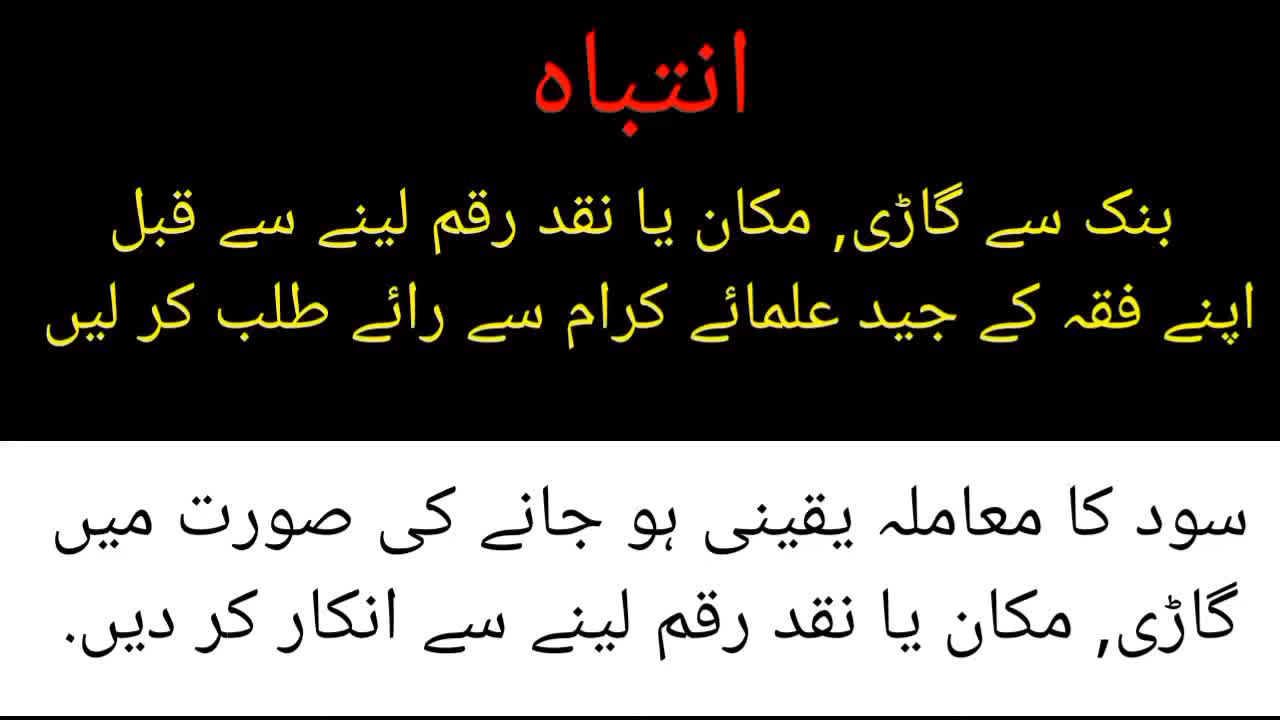 انتباہ
بنک سے گاڑی, مکان یا نقد رقم لینے سے قبل
اپنے فقہ کے جید علمائے کرام سے رائے طلب کر لیں
سود کا معاملہ یقینی ہو جانے کی صورت میں
گاڑی, مکان یا نقد رقم لینے سے انکار کر دیں.